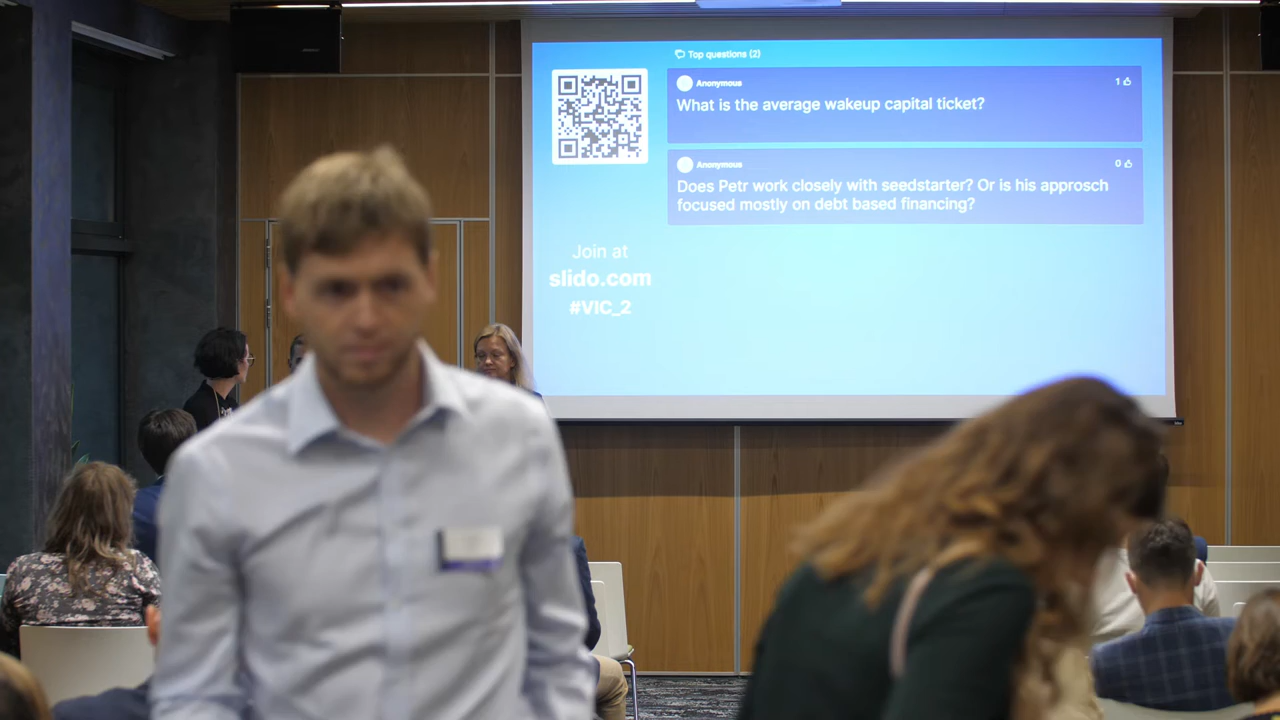 Top questions (2)
Anonymous
1
What is the average wakeup capital ticket?
Anonymous
0
Does Petr work closely with seedstarter? Or is his approsch
focused mostly on debt based financing?
Join at
slido.com
#VIC_2